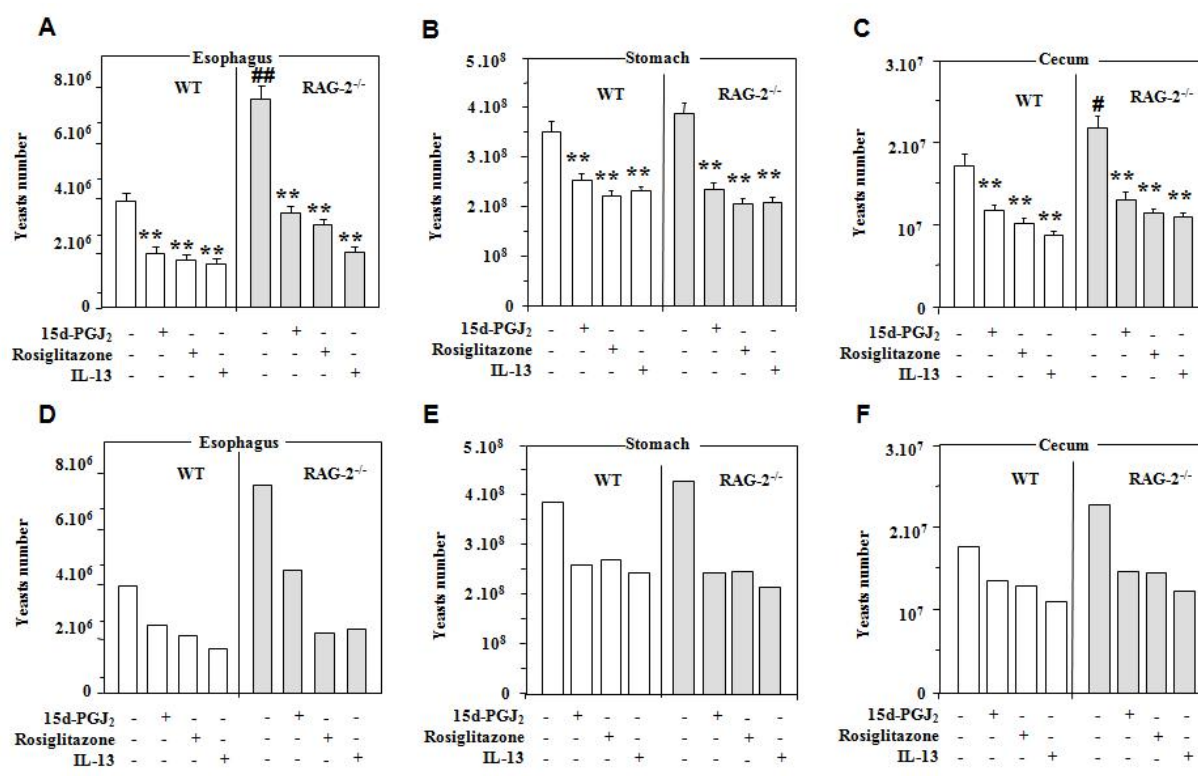 A
Esophagus
8.10⁶
6.10⁶
4.10⁶
2.10⁶
0
Yeasts number
WT
RAG-2⁻/⁻
##
** ** **
** ** **
15d-PGJ₂ - + - - - + - -
Rosiglitazone - - + - - - + -
IL-13 - - - + - - - +
B
Stomach
5.10⁸
4.10⁸
3.10⁸
2.10⁸
10⁸
0
Yeasts number
WT
RAG-2⁻/⁻
** ** **
** ** **
15d-PGJ₂ - + - - - + - -
Rosiglitazone - - + - - - + -
IL-13 - - - + - - - +
C
Cecum
3.10⁷
2.10⁷
10⁷
0
Yeasts number
WT
RAG-2⁻/⁻
#
** ** **
** ** **
15d-PGJ₂ - + - - - + - -
Rosiglitazone - - + - - - + -
IL-13 - - - + - - - +
D
Esophagus
8.10⁶
6.10⁶
4.10⁶
2.10⁶
0
Yeasts number
WT
RAG-2⁻/⁻
15d-PGJ₂ - + - - - + - -
Rosiglitazone - - + - - - + -
IL-13 - - - + - - - +
E
Stomach
5.10⁸
4.10⁸
3.10⁸
2.10⁸
10⁸
0
Yeasts number
WT
RAG-2⁻/⁻
15d-PGJ₂ - + - - - + - -
Rosiglitazone - - + - - - + -
IL-13 - - - + - - - +
F
Cecum
3.10⁷
2.10⁷
10⁷
0
Yeasts number
WT
RAG-2⁻/⁻
15d-PGJ₂ - + - - - + - -
Rosiglitazone - - + - - - + -
IL-13 - - - + - - - +